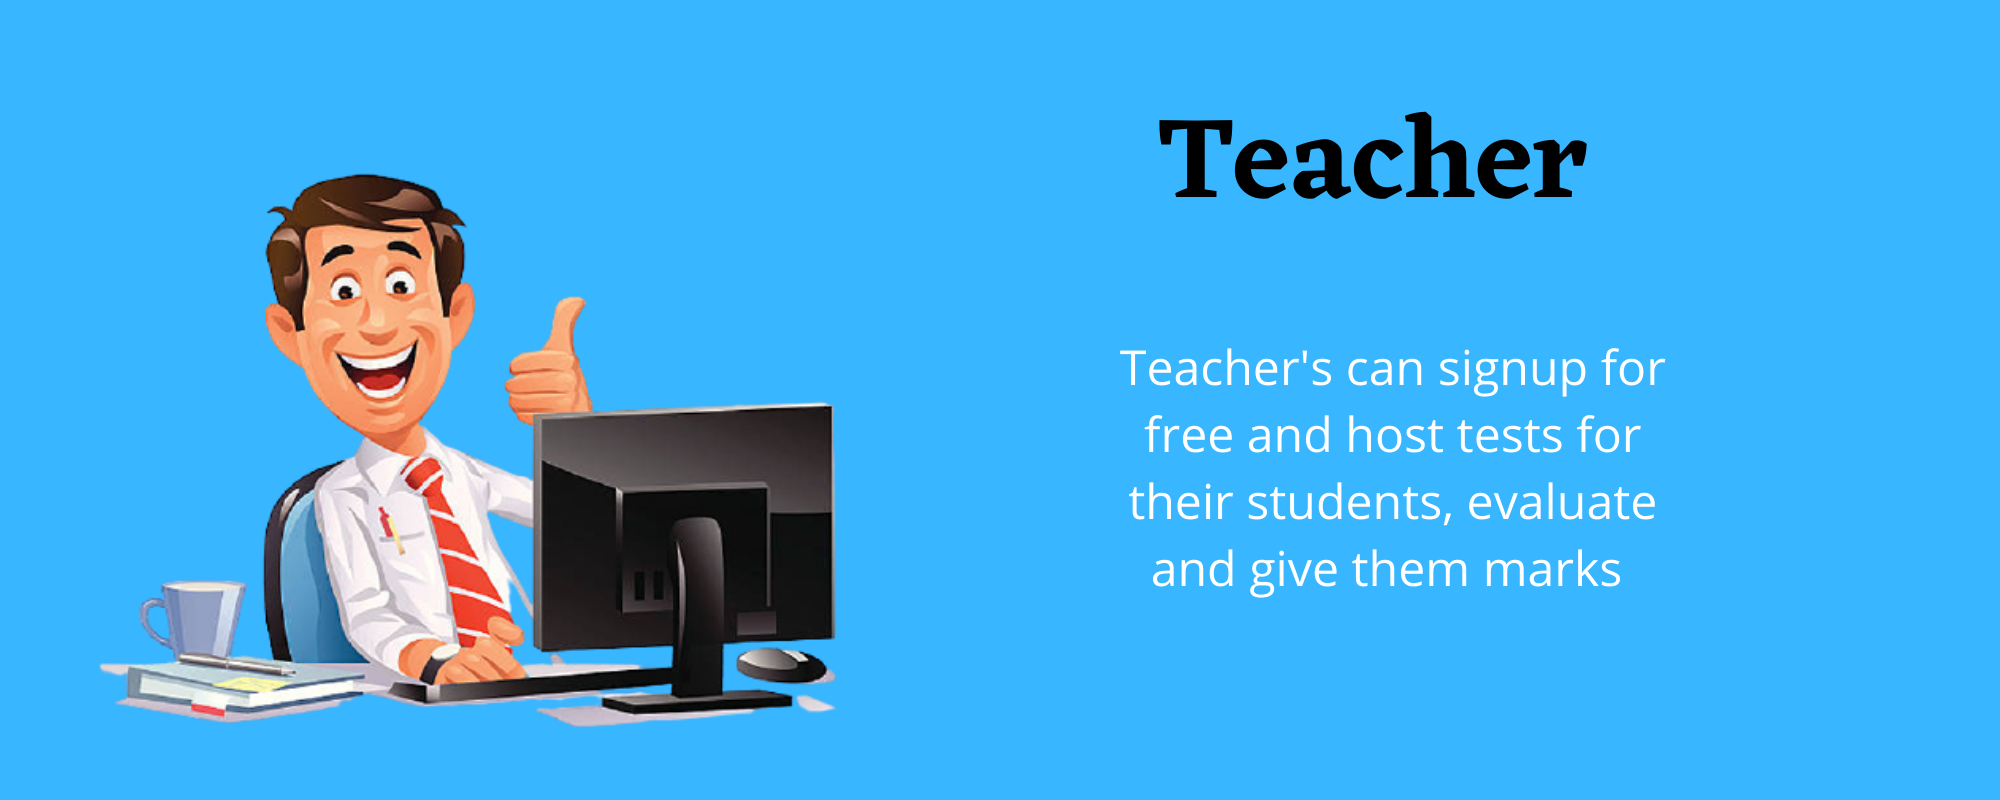 Teacher
Teacher's can signup for
free and host tests for
their students, evaluate
and give them marks